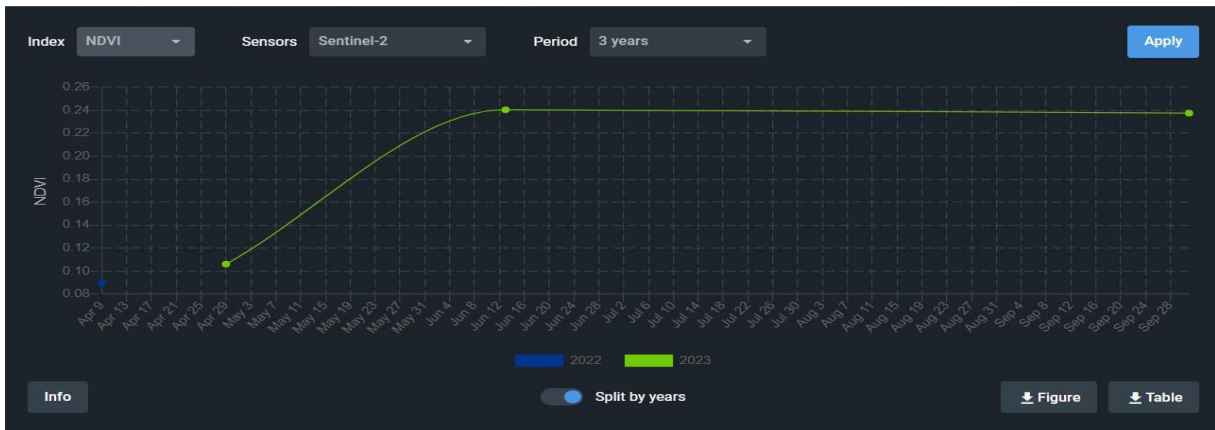 Index NDVI Sensors Sentinel-2 Period 3 years Apply
0.26
0.24
0.22
0.20
0.18
0.16
0.14
0.12
0.10
0.08
NDVI
Apr 9 Apr 13 Apr 17 Apr 21 Apr 25 Apr 29 May 3 May 7 May 11 May 15 May 19 May 23 May 27 May 31 Jun 4 Jun 8 Jun 12 Jun 16 Jun 20 Jun 24 Jun 28 Jul 2 Jul 6 Jul 10 Jul 14 Jul 18 Jul 22 Jul 26 Jul 30 Aug 3 Aug 7 Aug 11 Aug 15 Aug 19 Aug 23 Aug 27 Aug 31 Sep 4 Sep 8 Sep 12 Sep 16 Sep 20 Sep 24 Sep 28
2022 2023
Info Split by years Figure Table